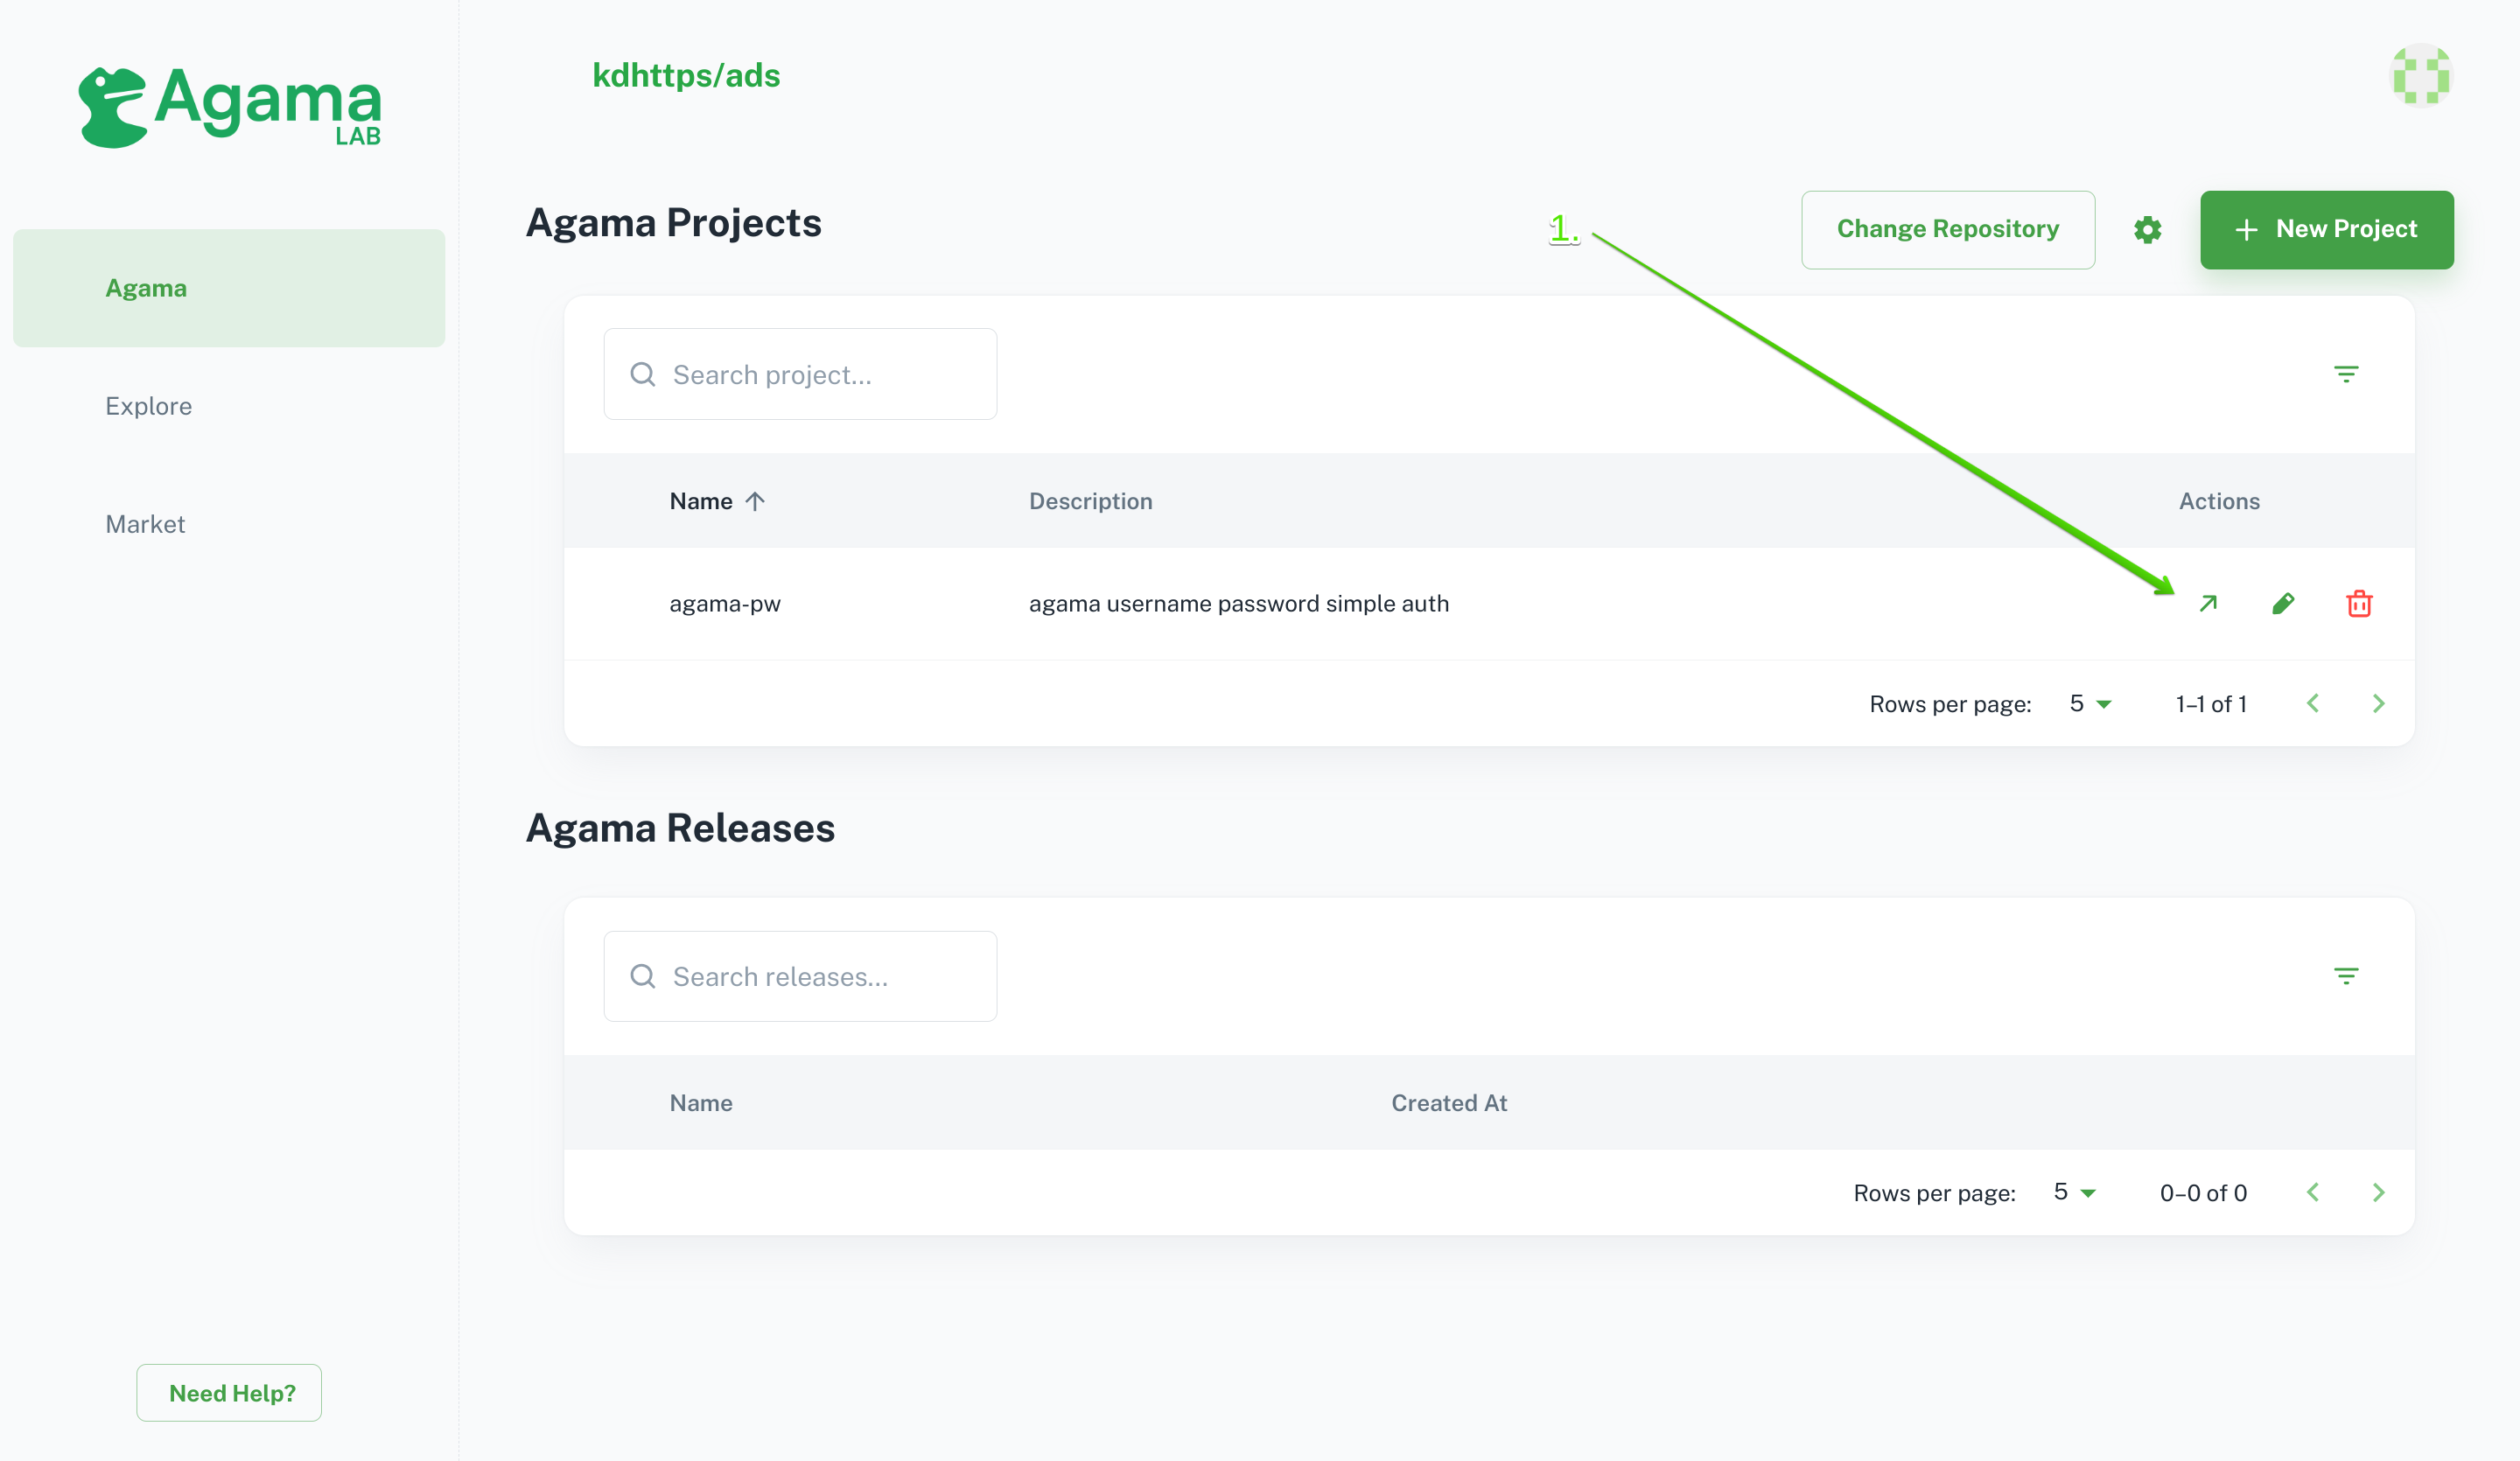 Agama
LAB
kdhttps/ads
Agama Projects
1.
Change Repository
New Project
Agama
Explore
Market
Search project...
Name
Description
Actions
agama-pw
agama username password simple auth
Rows per page:
5
1–1 of 1
Agama Releases
Search releases...
Name
Created At
Rows per page:
5
0–0 of 0
Need Help?